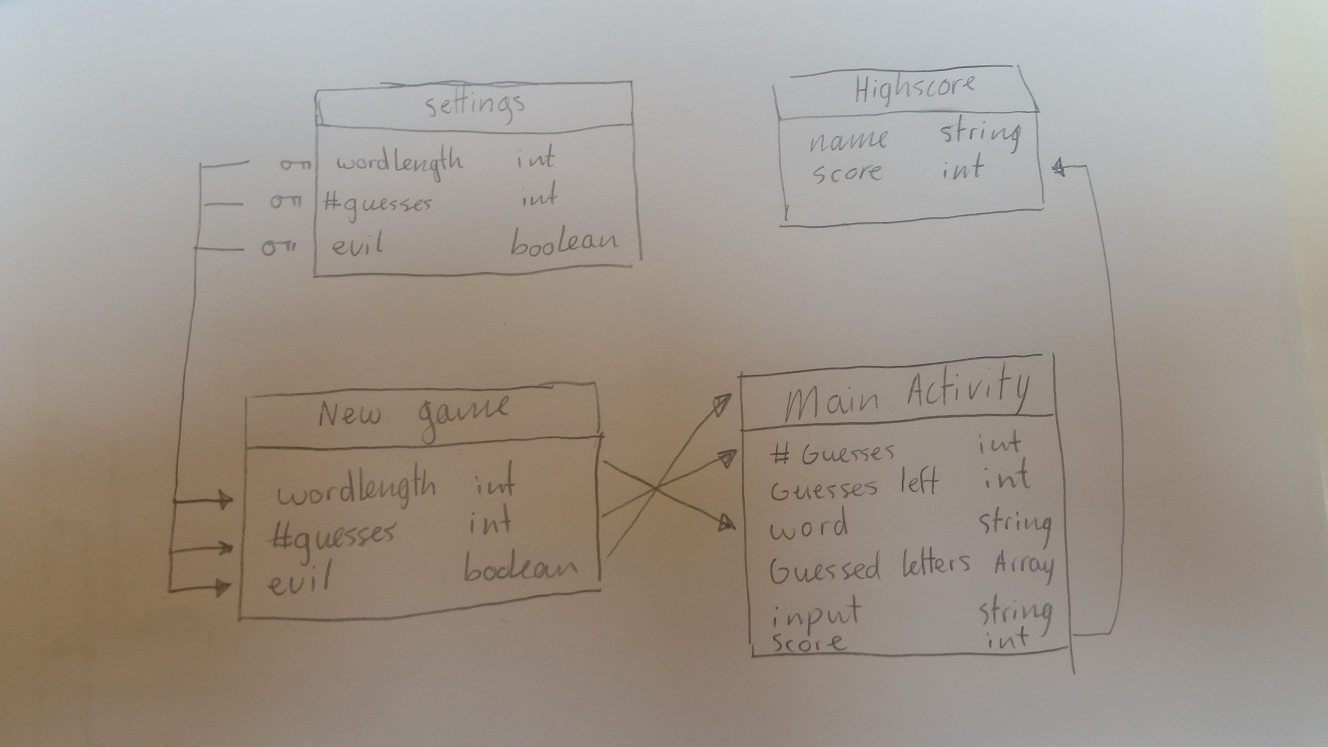 settings
wordlength int
#guesses int
evil boolean
Highscore
name string
score int
New game
wordlength int
#guesses int
evil boolean
Main Activity
# Guesses int
Guesses left int
word string
Guessed letters Array
input string
score int